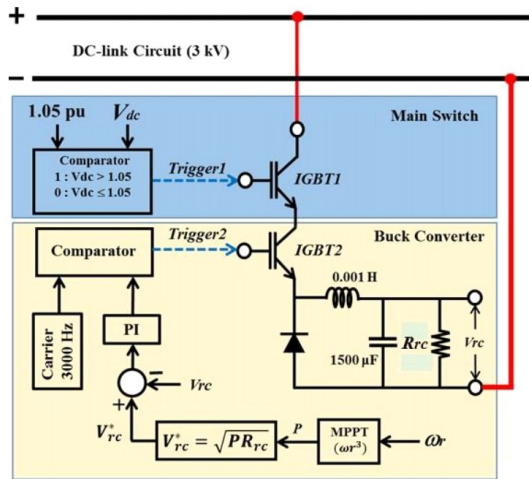 +
DC-link Circuit (3 kV)
−
1.05 pu
Vdc
Main Switch
Comparator
1 : Vdc > 1.05
0 : Vdc ≤ 1.05
Trigger1
IGBT1
Comparator
Trigger2
IGBT2
Buck Converter
0.001 H
Carrier
3000 Hz
PI
1500 µF
Rrc
Vrc
−
Vrc
+
V*rc
V*rc = √PRrc
P
MPPT
(ωr³)
ωr